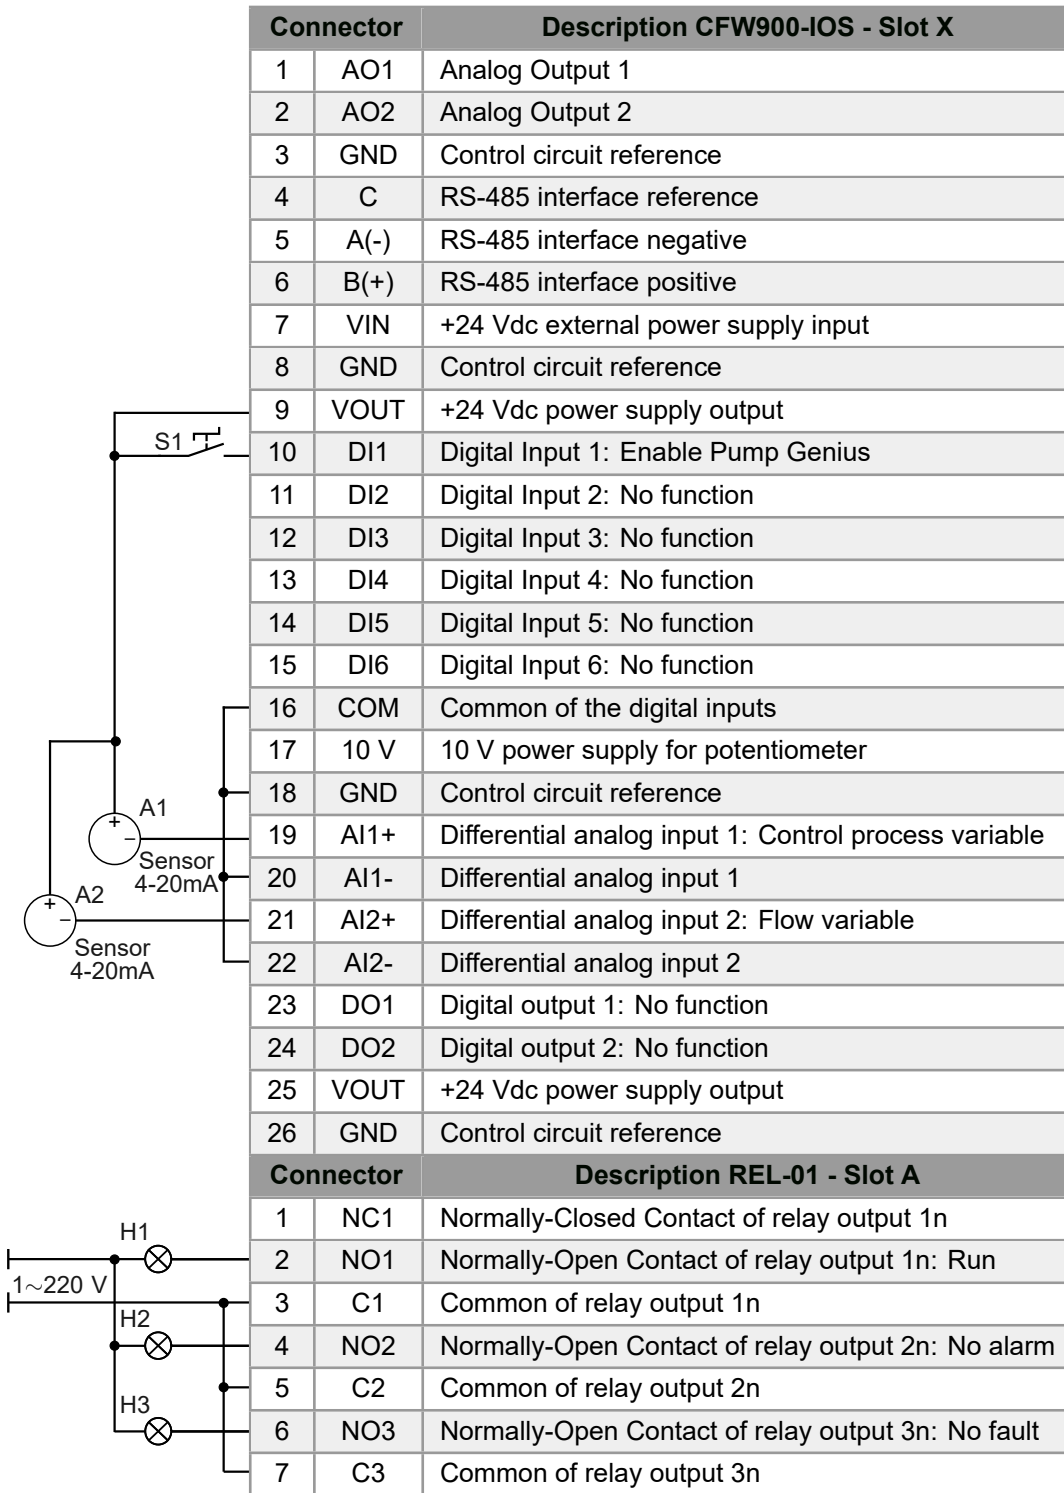 Connector Description CFW900-IOS - Slot X
1 AO1 Analog Output 1
2 AO2 Analog Output 2
3 GND Control circuit reference
4 C RS-485 interface reference
5 A(-) RS-485 interface negative
6 B(+) RS-485 interface positive
7 VIN +24 Vdc external power supply input
8 GND Control circuit reference
9 VOUT +24 Vdc power supply output
S1 10 DI1 Digital Input 1: Enable Pump Genius
11 DI2 Digital Input 2: No function
12 DI3 Digital Input 3: No function
13 DI4 Digital Input 4: No function
14 DI5 Digital Input 5: No function
15 DI6 Digital Input 6: No function
16 COM Common of the digital inputs
17 10 V 10 V power supply for potentiometer
18 GND Control circuit reference
A1
+ − 19 AI1+ Differential analog input 1: Control process variable
Sensor
4-20mA 20 AI1- Differential analog input 1
A2
+ − 21 AI2+ Differential analog input 2: Flow variable
Sensor
4-20mA 22 AI2- Differential analog input 2
23 DO1 Digital output 1: No function
24 DO2 Digital output 2: No function
25 VOUT +24 Vdc power supply output
26 GND Control circuit reference
Connector Description REL-01 - Slot A
1 NC1 Normally-Closed Contact of relay output 1n
H1 2 NO1 Normally-Open Contact of relay output 1n: Run
1∼220 V
3 C1 Common of relay output 1n
H2 4 NO2 Normally-Open Contact of relay output 2n: No alarm
5 C2 Common of relay output 2n
H3 6 NO3 Normally-Open Contact of relay output 3n: No fault
7 C3 Common of relay output 3n